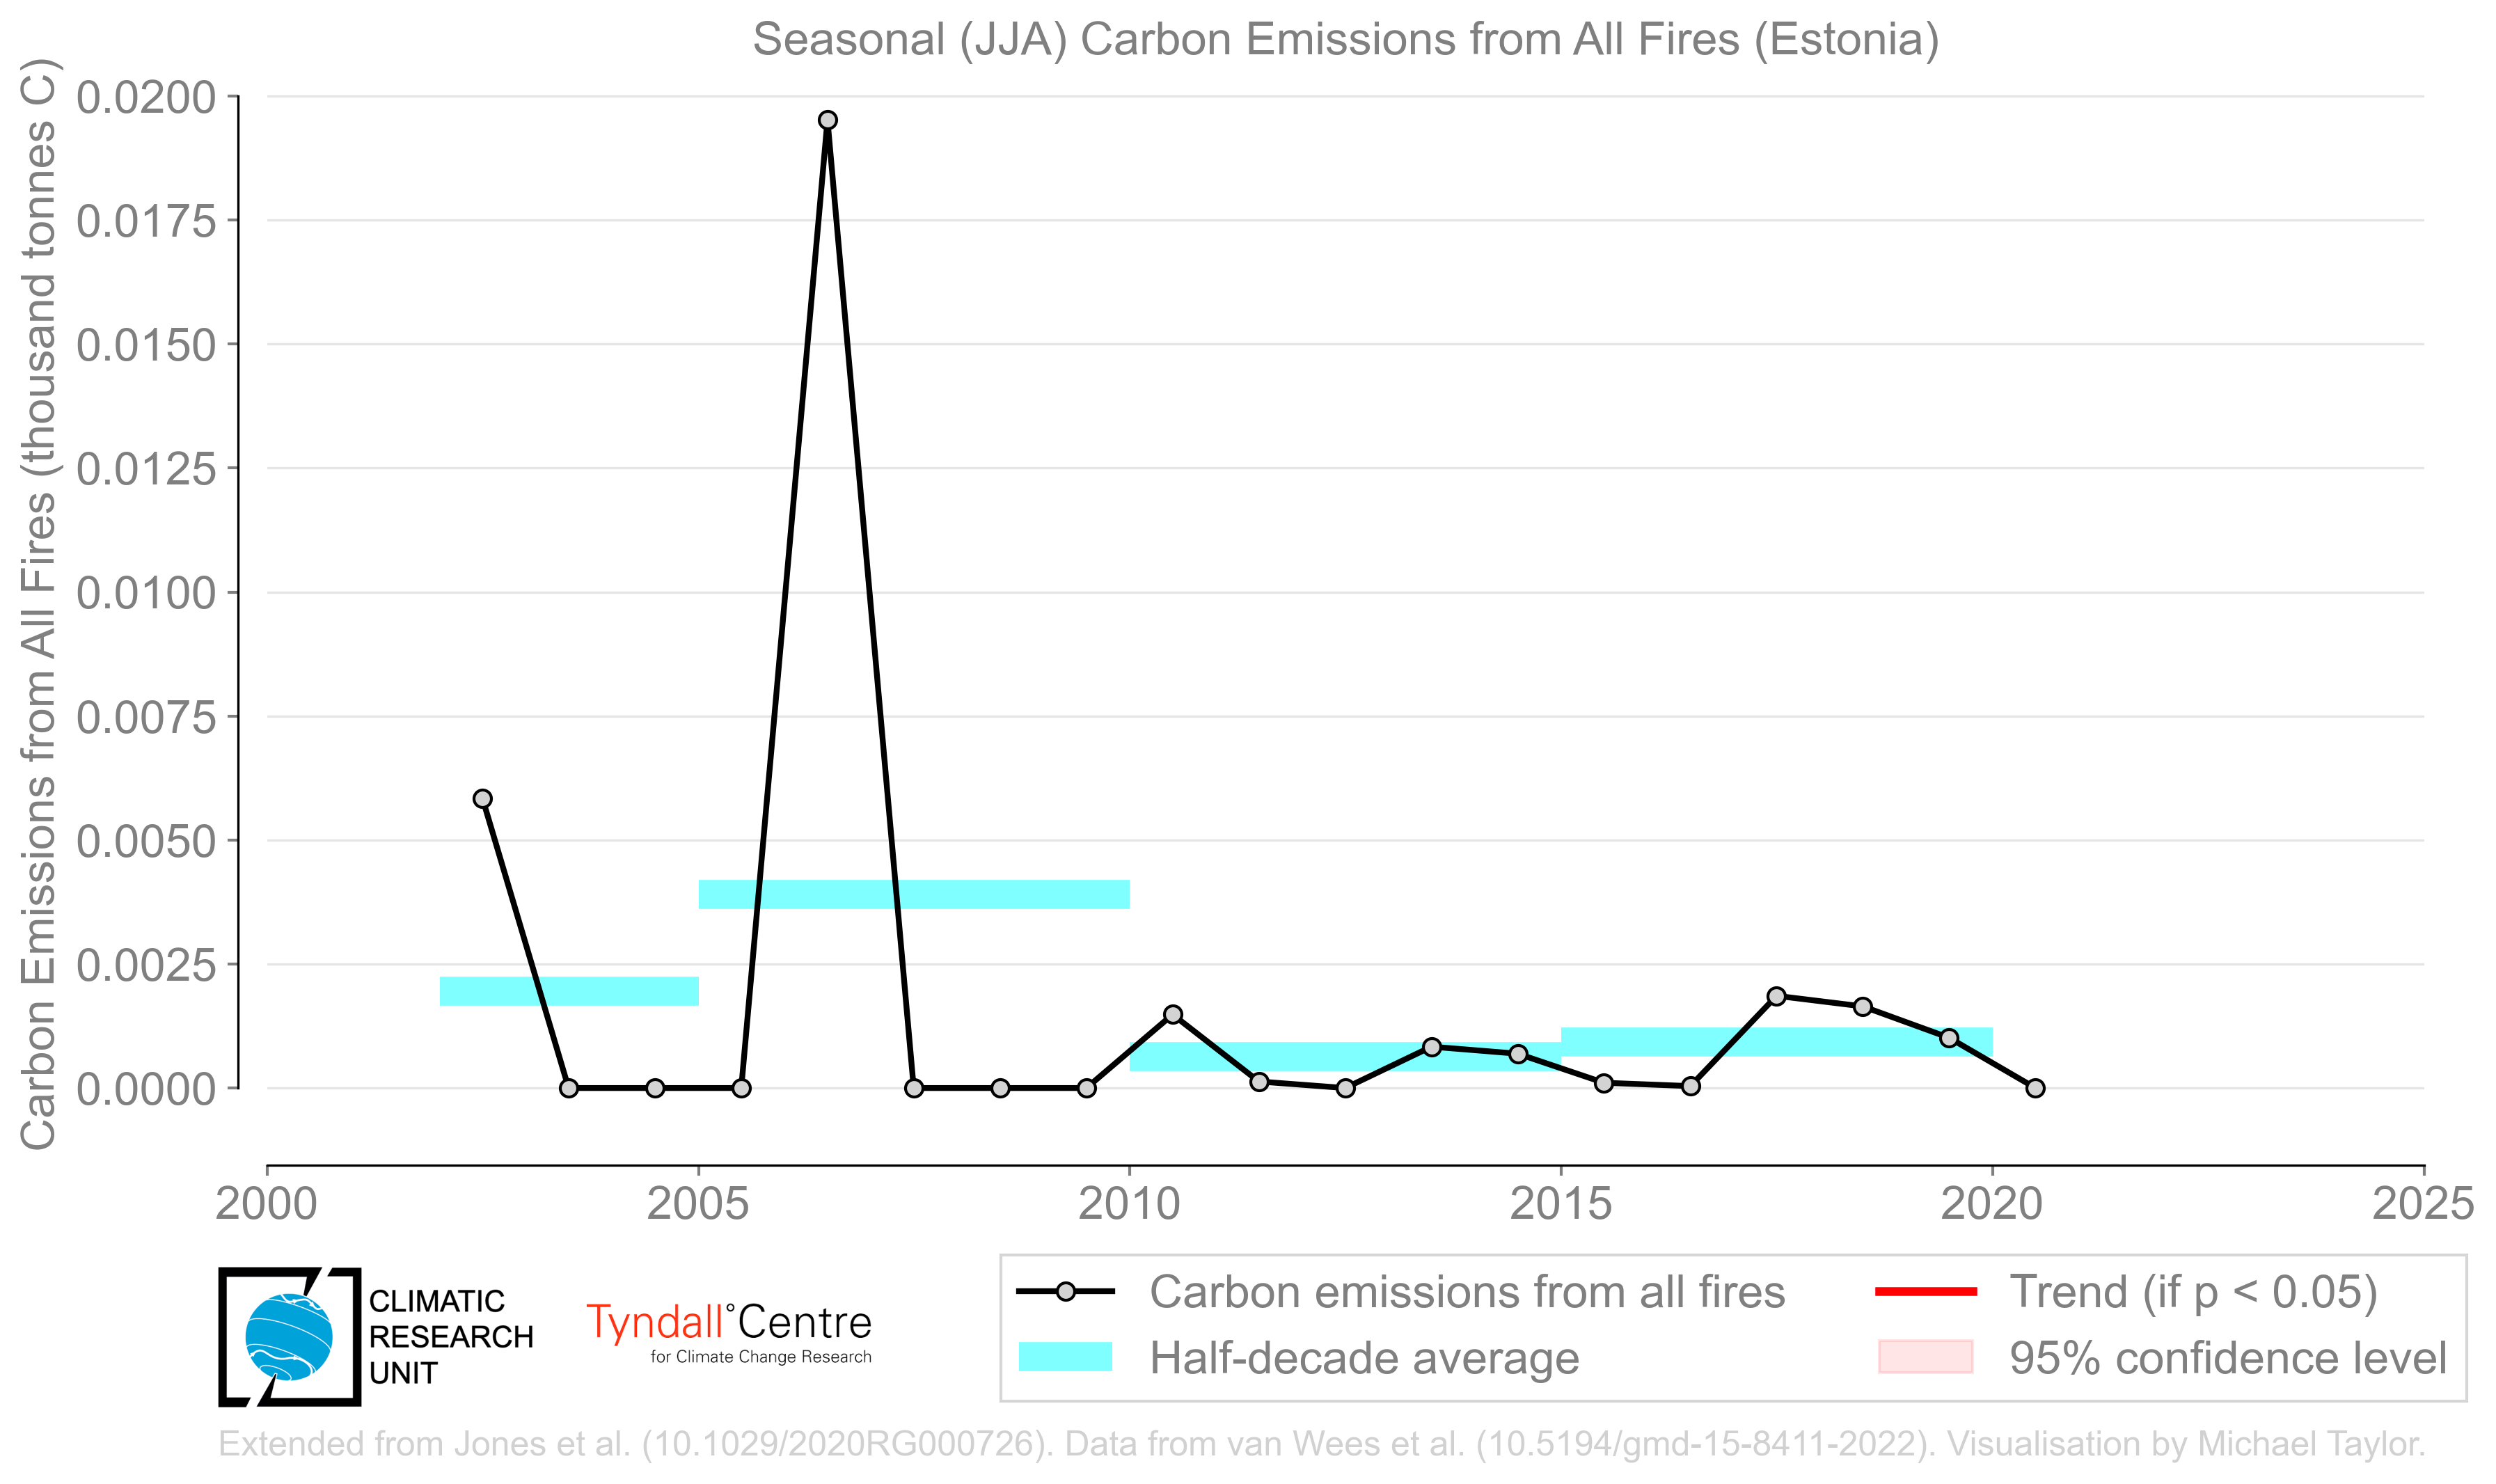 Seasonal (JJA) Carbon Emissions from All Fires (Estonia)
Carbon Emissions from All Fires (thousand tonnes C)
0.0200
0.0175
0.0150
0.0125
0.0100
0.0075
0.0050
0.0025
0.0000
2000 2005 2010 2015 2020 2025
CLIMATIC
RESEARCH
UNIT
Tyndall°Centre
for Climate Change Research
Carbon emissions from all fires
Half-decade average
Trend (if p < 0.05)
95% confidence level
Extended from Jones et al. (10.1029/2020RG000726). Data from van Wees et al. (10.5194/gmd-15-8411-2022). Visualisation by Michael Taylor.